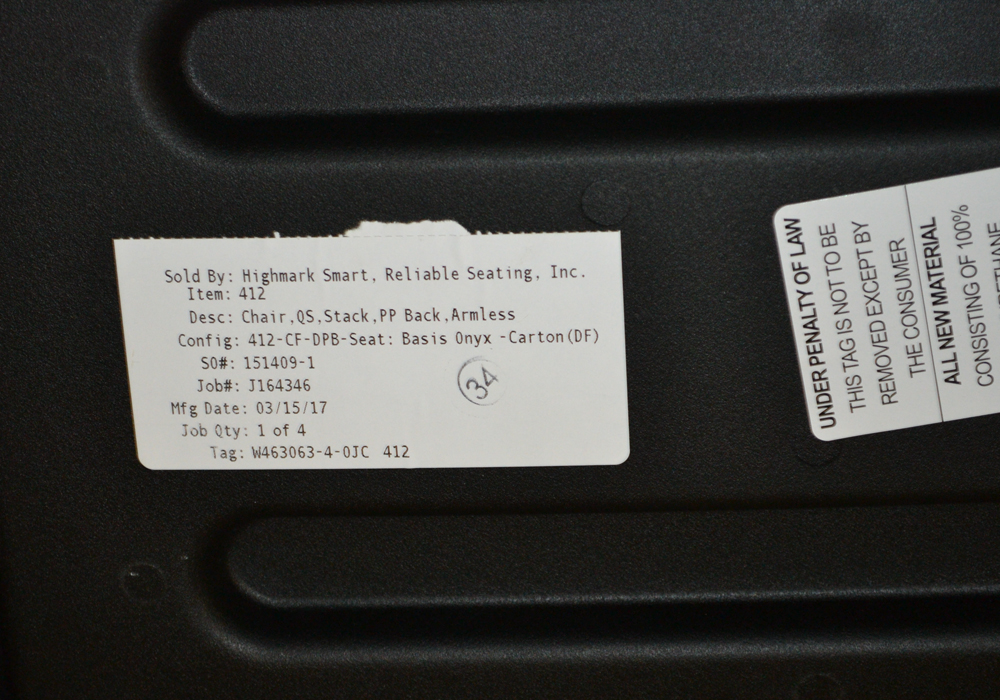 Sold By: Highmark Smart, Reliable Seating, Inc.
Item: 412
Desc: Chair,QS,Stack,PP Back,Armless
Config: 412-CF-DPB-Seat: Basis Onyx -Carton(DF)
SO#: 151409-1
Job#: J164346
Mfg Date: 03/15/17
Job Qty: 1 of 4
Tag: W463063-4-0JC 412
34
UNDER PENALTY OF LAW
THIS TAG IS NOT TO BE
REMOVED EXCEPT BY
THE CONSUMER
ALL NEW MATERIAL
CONSISTING OF 100%